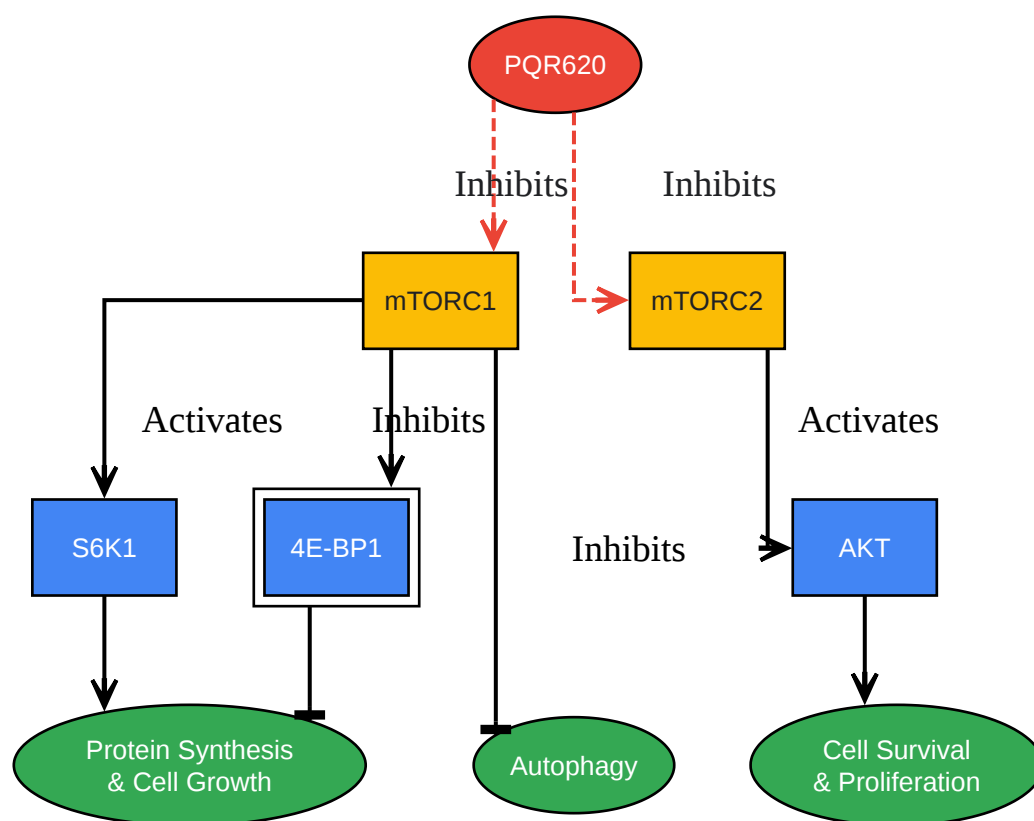 PQR620
Inhibits
Inhibits
mTORC1
mTORC2
Activates
Inhibits
Activates
S6K1
4E-BP1
Inhibits
AKT
Protein Synthesis
& Cell Growth
Autophagy
Cell Survival
& Proliferation